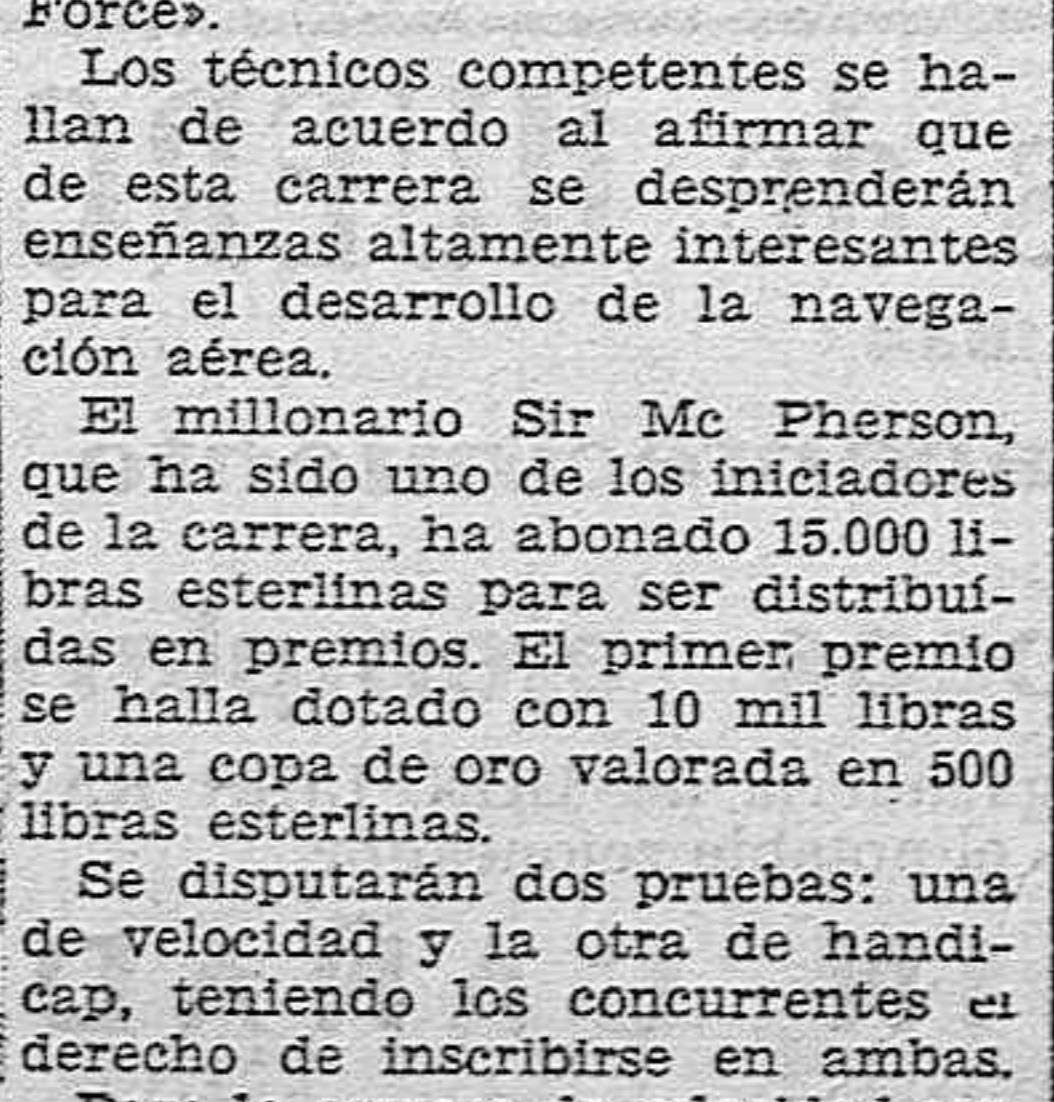 Force».
Los técnicos competentes se ha-
llan de acuerdo al afirmar que
de esta carrera se desprenderán
enseñanzas altamente interesantes
para el desarrollo de la navega-
ción aérea.
El millonario Sir Mc Pherson,
que ha sido uno de los iniciadores
de la carrera, ha abonado 15.000 li-
bras esterlinas para ser distribuí-
das en premios. El primer premio
se halla dotado con 10 mil libras
y una copa de oro valorada en 500
libras esterlinas.
Se disputarán dos pruebas: una
de velocidad y la otra de handi-
cap, teniendo los concurrentes el
derecho de inscribirse en ambas.